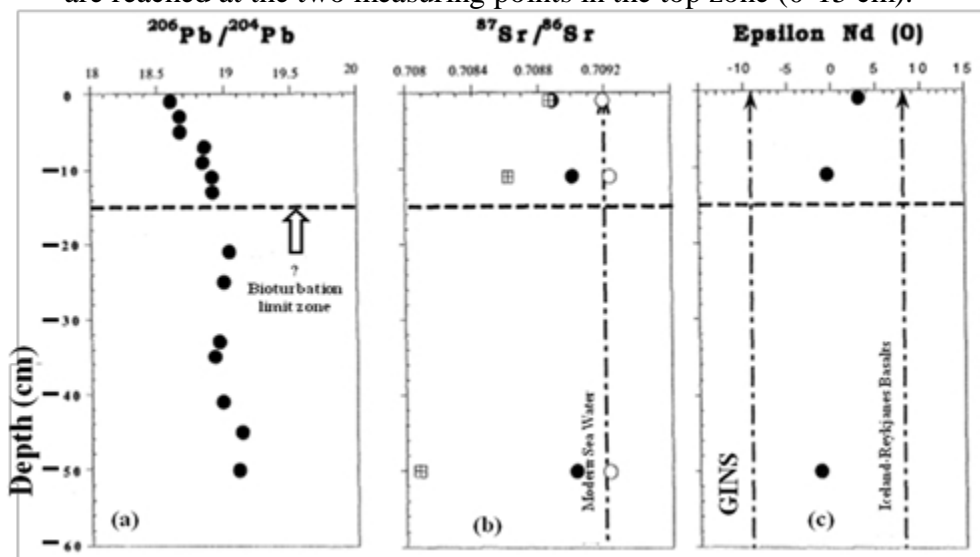 are reached at the two measuring points in the top zone (0-15 cm).
206Pb/204Pb
87Sr/86Sr
Epsilon Nd (0)
18 18.5 19 19.5 20
0.708 0.7084 0.7088 0.7092
-10 -5 0 5 10 15
0
-10
-20
-30
-40
-50
-60
Depth (cm)
?
Bioturbation
limit zone
Modern Sea Water
GINS
Iceland-Reykjanes Basalts
(a)
(b)
(c)